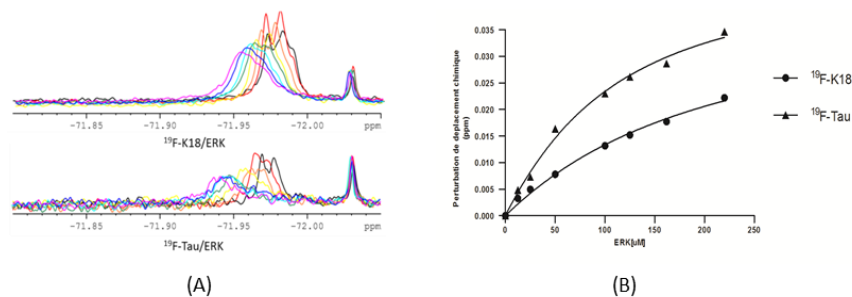 −71.85 −71.90 −71.95 −72.00 ppm
¹⁹F-K18/ERK
−71.85 −71.90 −71.95 −72.00 ppm
¹⁹F-Tau/ERK
(A)
Perturbation de deplacement chimique
(ppm)
0.035
0.030
0.025
0.020
0.015
0.010
0.005
0.000
0 50 100 150 200 250
ERK[uM]
¹⁹F-K18
¹⁹F-Tau
(B)